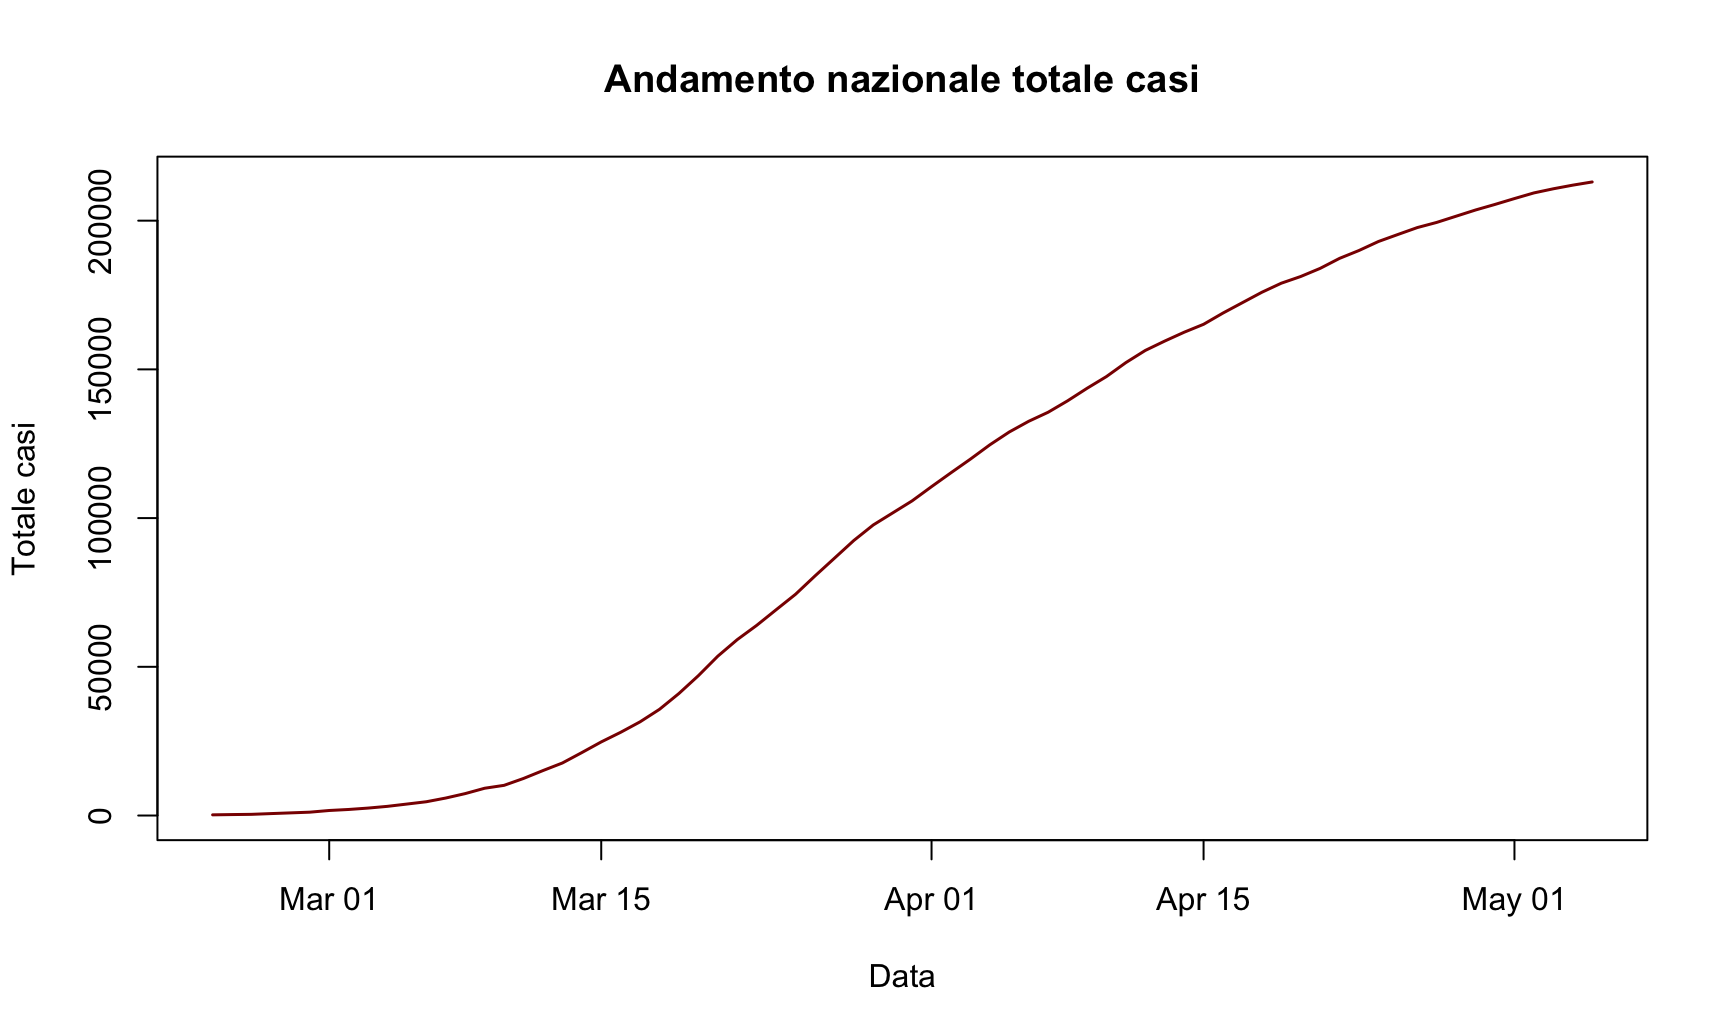 Andamento nazionale totale casi
Totale casi
200000
150000
100000
50000
0
Mar 01
Mar 15
Apr 01
Apr 15
May 01
Data